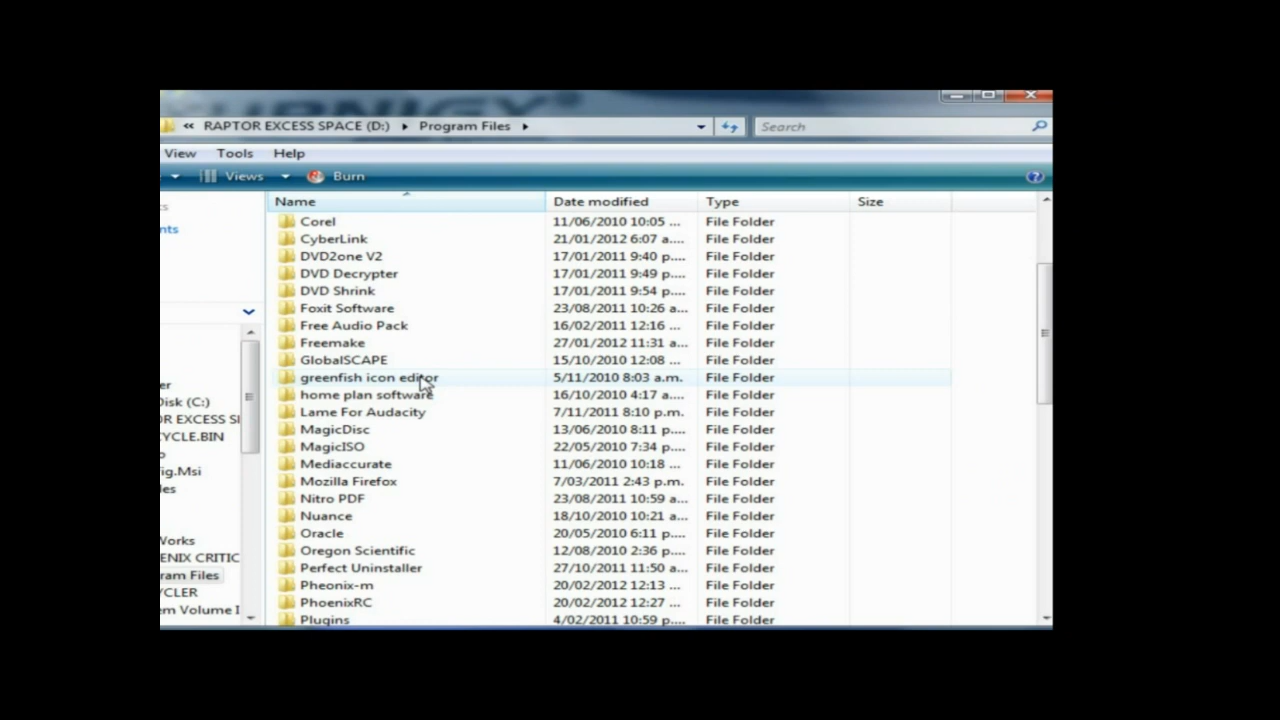 « RAPTOR EXCESS SPACE (D:) ▸ Program Files ▸ Search
View Tools Help
Views Burn
Name Date modified Type Size
Corel 11/06/2010 10:05 ... File Folder
CyberLink 21/01/2012 6:07 a.... File Folder
DVD2one V2 17/01/2011 9:40 p.... File Folder
DVD Decrypter 17/01/2011 9:49 p.... File Folder
DVD Shrink 17/01/2011 9:54 p.... File Folder
Foxit Software 23/08/2011 10:26 a... File Folder
Free Audio Pack 16/02/2011 12:16 ... File Folder
Freemake 27/01/2012 11:31 a... File Folder
GlobalSCAPE 15/10/2010 12:08 ... File Folder
greenfish icon editor 5/11/2010 8:03 a.m. File Folder
home plan software 16/10/2010 4:17 a.... File Folder
Lame For Audacity 7/11/2011 8:10 p.m. File Folder
MagicDisc 13/06/2010 8:11 p.... File Folder
MagicISO 22/05/2010 7:34 p.... File Folder
Mediaccurate 11/06/2010 10:18 ... File Folder
Mozilla Firefox 7/03/2011 2:43 p.m. File Folder
Nitro PDF 23/08/2011 10:59 a... File Folder
Nuance 18/10/2010 10:21 a... File Folder
Oracle 20/05/2010 6:11 p.... File Folder
Oregon Scientific 12/08/2010 2:36 p.... File Folder
Perfect Uninstaller 27/10/2011 11:50 a... File Folder
Pheonix-m 20/02/2012 12:13 ... File Folder
PhoenixRC 20/02/2012 12:27 ... File Folder
Plugins 4/02/2011 10:59 p.... File Folder
nts
er
Disk (C:)
OR EXCESS SI
CYCLE.BIN
o
ig.Msi
les
Works
ENIX CRITIC
ram Files
YCLER
em Volume I